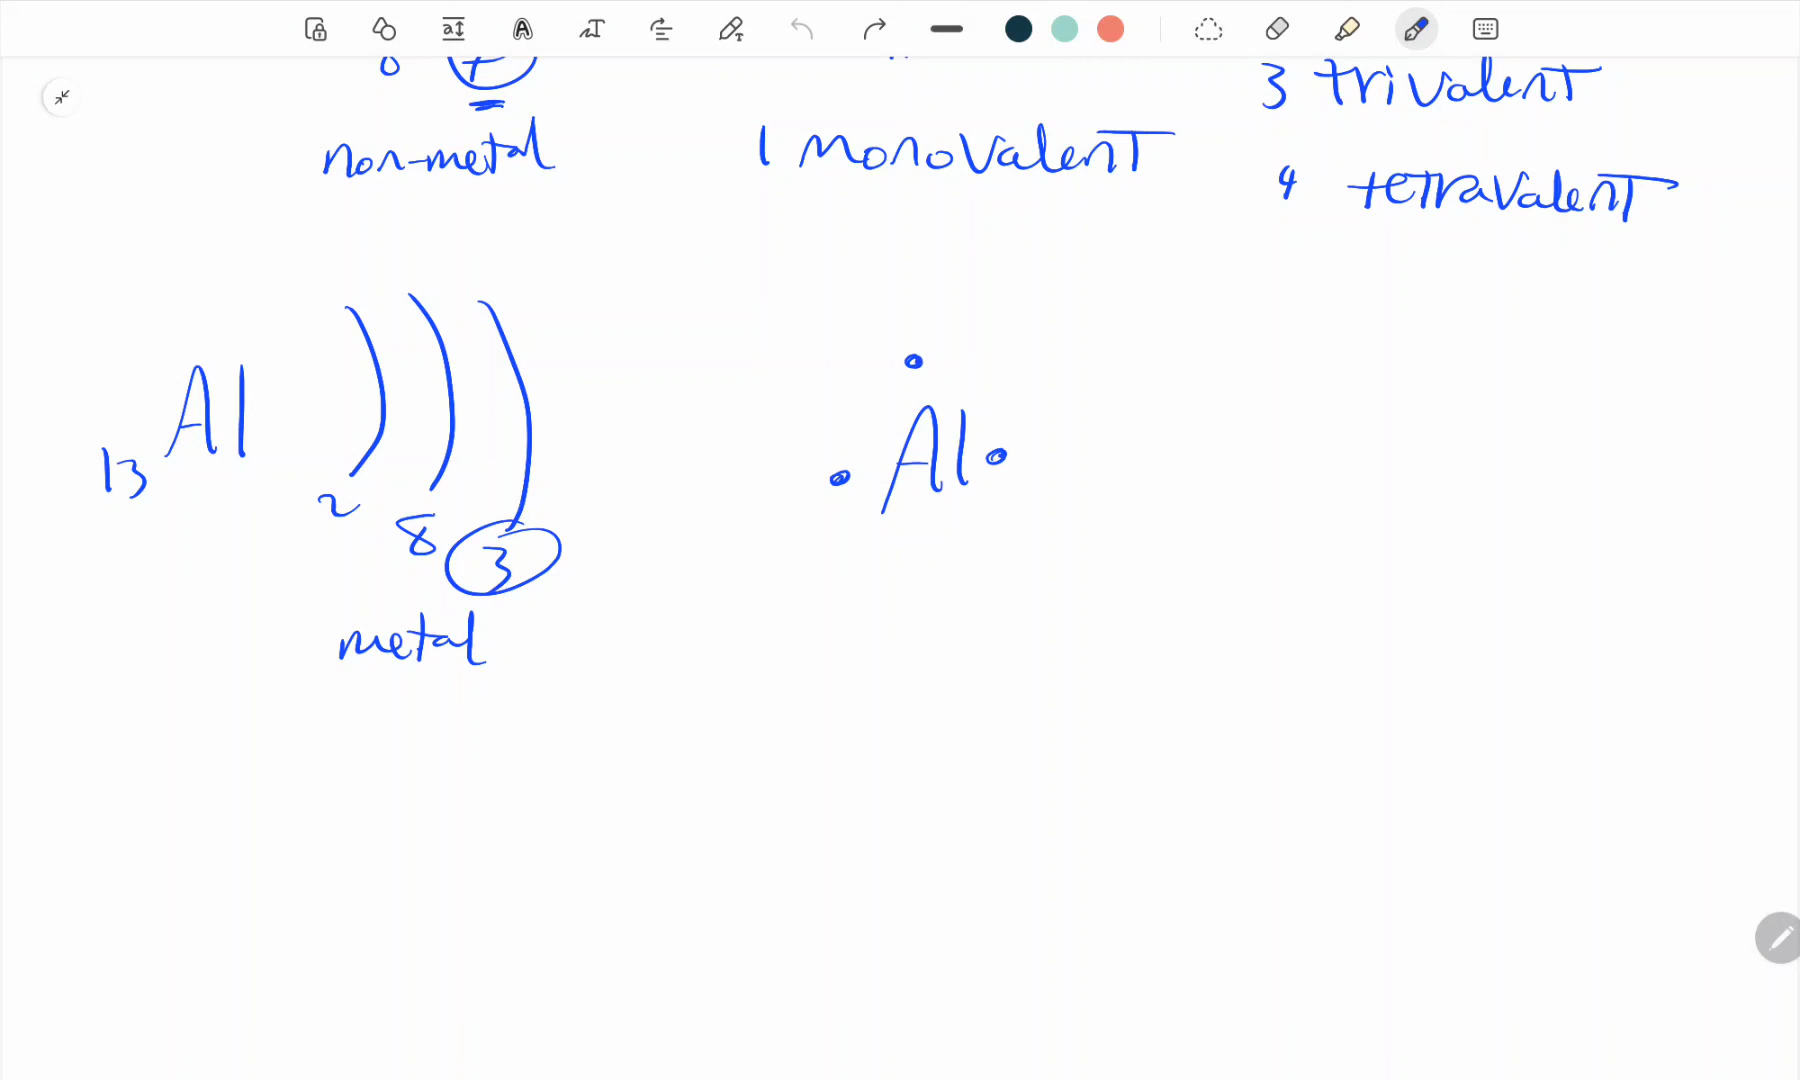 3 trivalent
non-metal
1 monovalent
4 tetravalent
13 Al
2 8 3
Al
metal